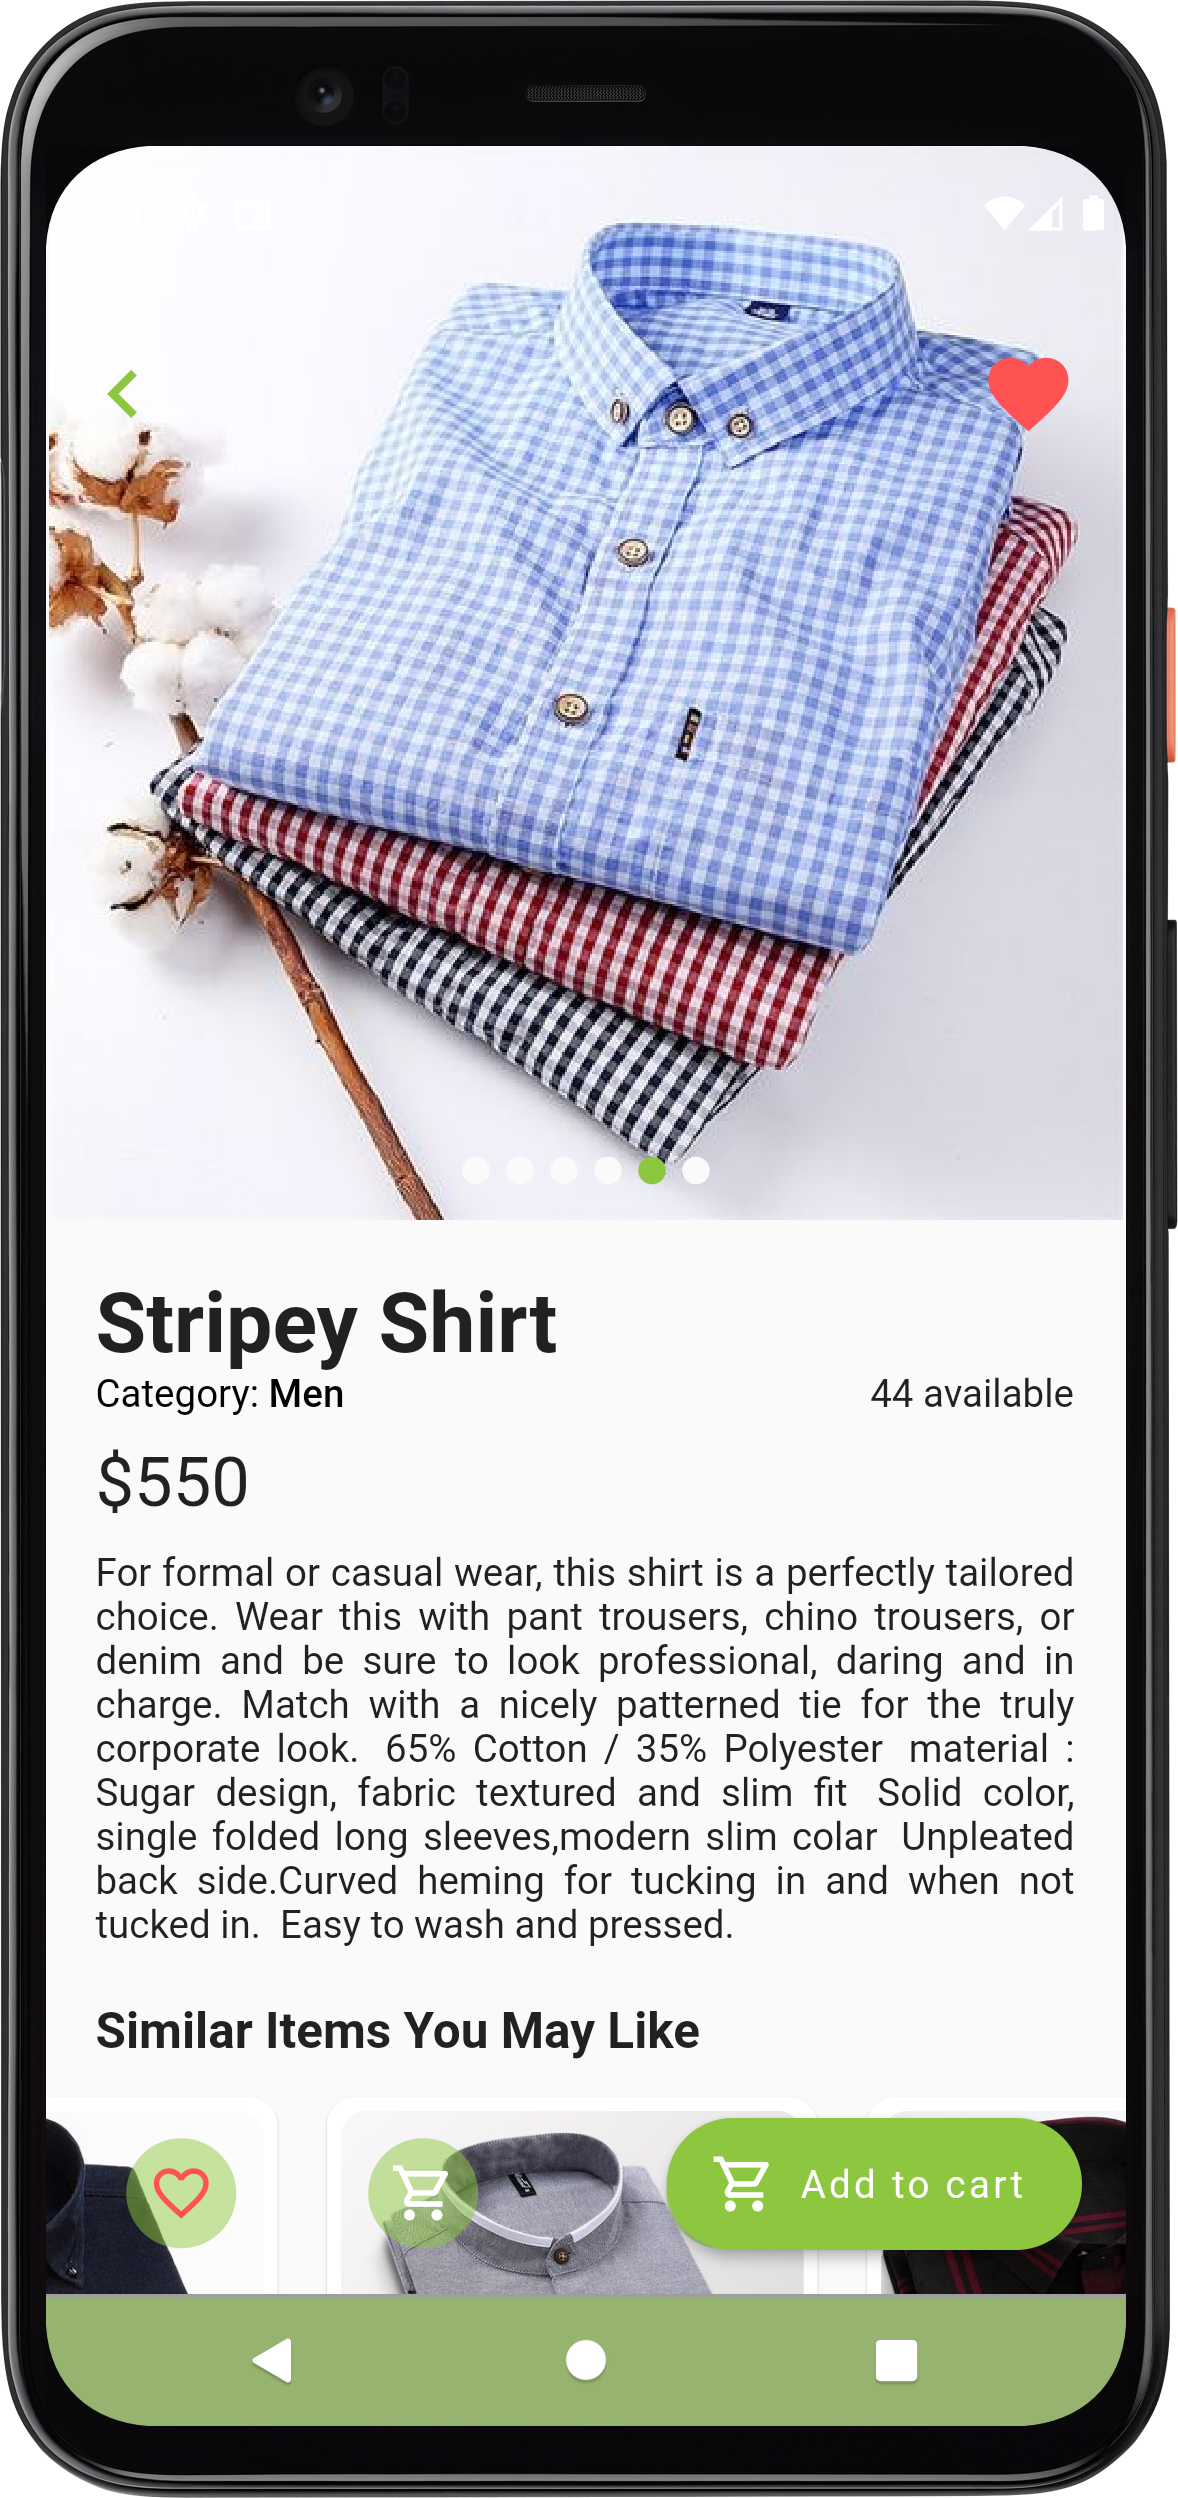 Stripey Shirt
Category: Men
44 available
$550
For formal or casual wear, this shirt is a perfectly tailored
choice. Wear this with pant trousers, chino trousers, or
denim and be sure to look professional, daring and in
charge. Match with a nicely patterned tie for the truly
corporate look.  65% Cotton / 35% Polyester  material :
Sugar design, fabric textured and slim fit  Solid color,
single folded long sleeves,modern slim colar  Unpleated
back side.Curved heming for tucking in and when not
tucked in.  Easy to wash and pressed.
Similar Items You May Like
Add to cart